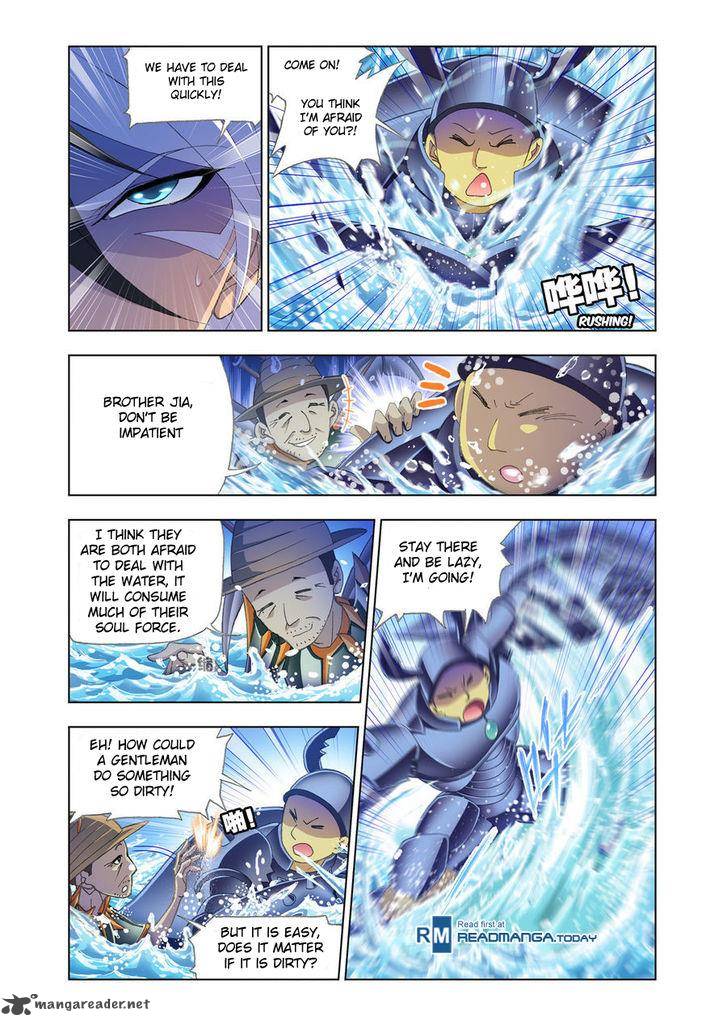 WE HAVE TO DEAL
WITH THIS
QUICKLY!
COME ON!
YOU THINK
I'M AFRAID
OF YOU?!
哗哗!
RUSHING!
BROTHER JIA,
DON'T BE
IMPATIENT
I THINK THEY
ARE BOTH AFRAID
TO DEAL WITH
THE WATER, IT
WILL CONSUME
MUCH OF THEIR
SOUL FORCE.
STAY THERE
AND BE LAZY,
I'M GOING!
EH! HOW COULD
A GENTLEMAN
DO SOMETHING
SO DIRTY!
啪!
BUT IT IS EASY,
DOES IT MATTER
IF IT IS DIRTY?
RM Read first at
READMANGA.TODAY
mangareader.net